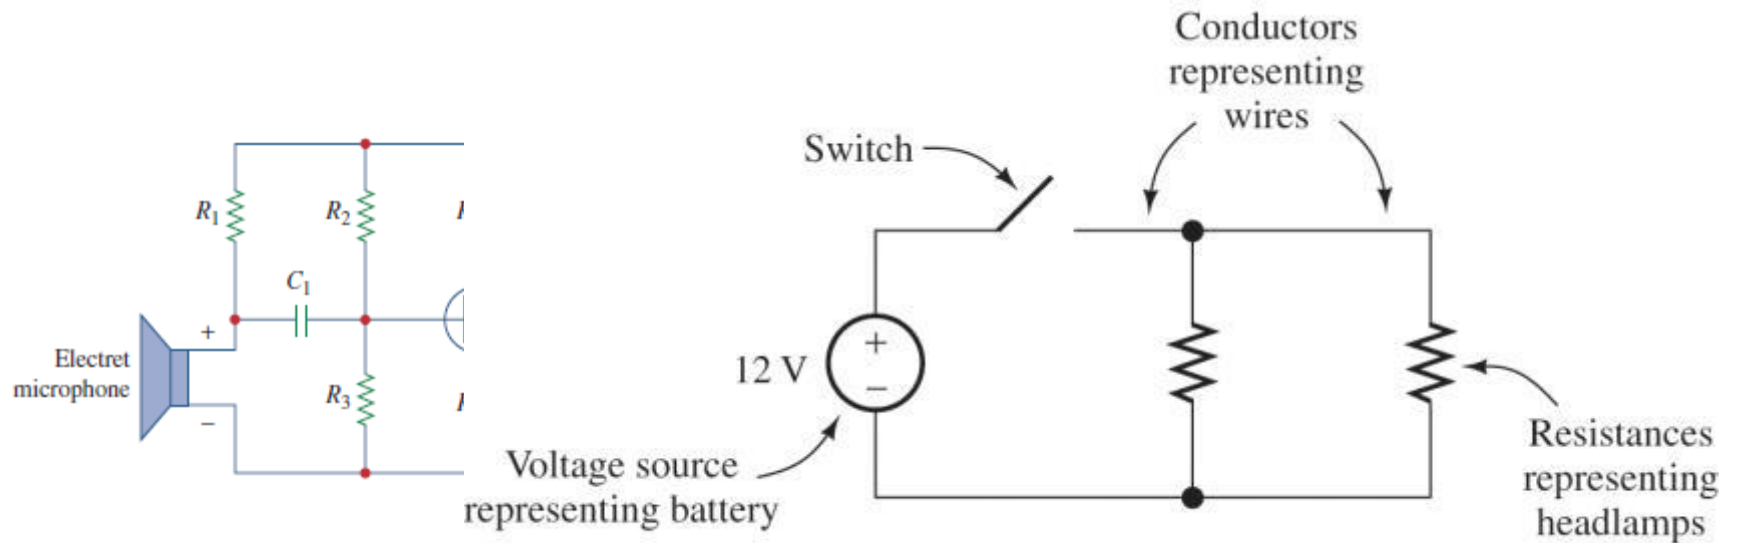 R1
R2
C1
+
Electret
microphone
−
R3
Conductors
representing
wires
Switch
12 V
+
−
Voltage source
representing battery
Resistances
representing
headlamps